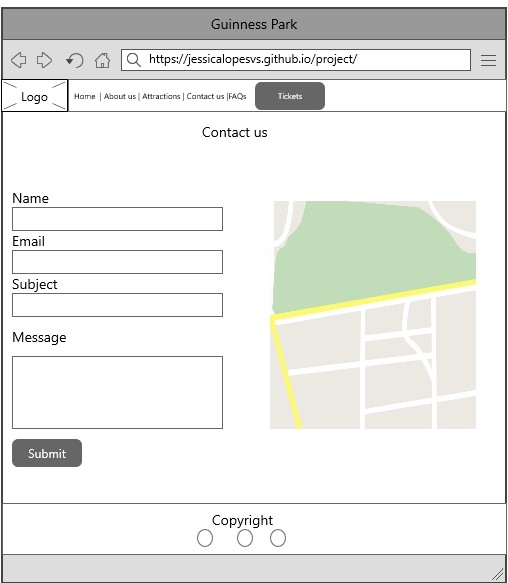 Guinness Park
https://jessicalopesvs.github.io/project/
Logo
Home | About us | Attractions | Contact us |FAQs
Tickets
Contact us
Name
Email
Subject
Message
Submit
Copyright